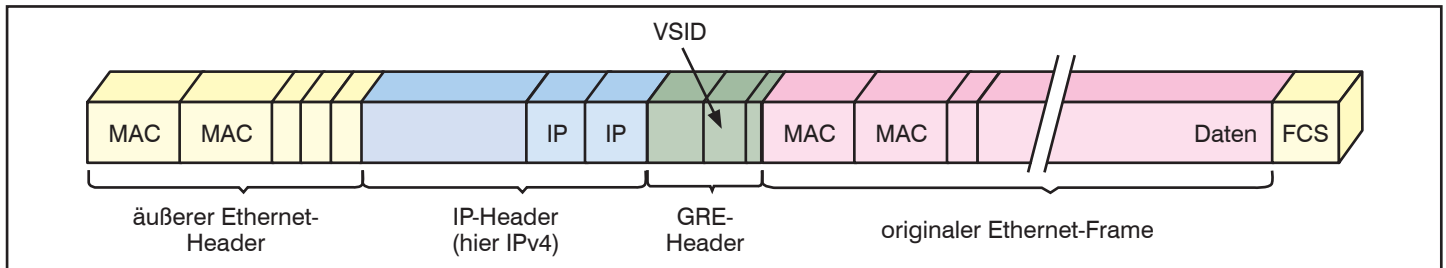 VSID
MAC MAC IP IP MAC MAC Daten FCS
äußerer Ethernet-
Header
IP-Header
(hier IPv4)
GRE-
Header
originaler Ethernet-Frame